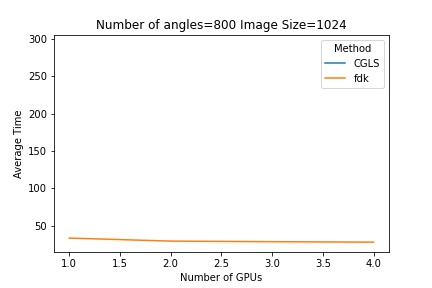 Number of angles=800 Image Size=1024
300
250
200
150
100
50
Average Time
Method
CGLS
fdk
1.0 1.5 2.0 2.5 3.0 3.5 4.0
Number of GPUs